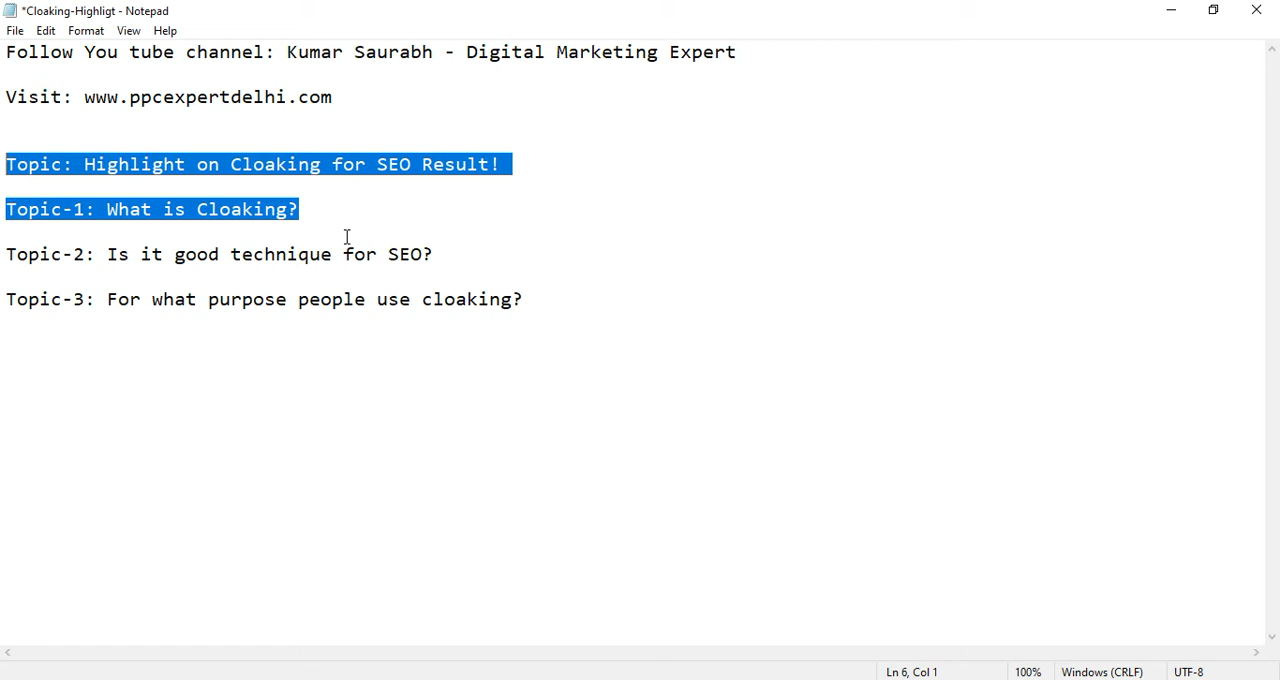 *Cloaking-Highligt - Notepad
File Edit Format View Help
Follow You tube channel: Kumar Saurabh - Digital Marketing Expert
Visit: www.ppcexpertdelhi.com
Topic: Highlight on Cloaking for SEO Result!
Topic-1: What is Cloaking?
Topic-2: Is it good technique for SEO?
Topic-3: For what purpose people use cloaking?
Ln 6, Col 1 100% Windows (CRLF) UTF-8